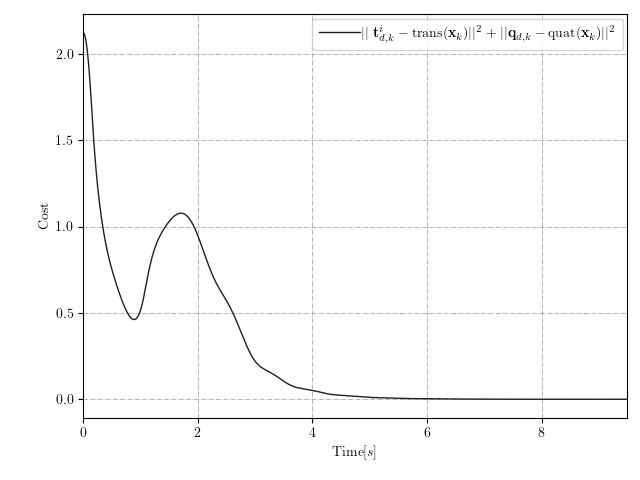 || t^i_{d,k} − trans(x_k)||^2 + ||q_{d,k} − quat(x_k)||^2
2.0
1.5
1.0
0.5
0.0
Cost
0 2 4 6 8
Time[s]